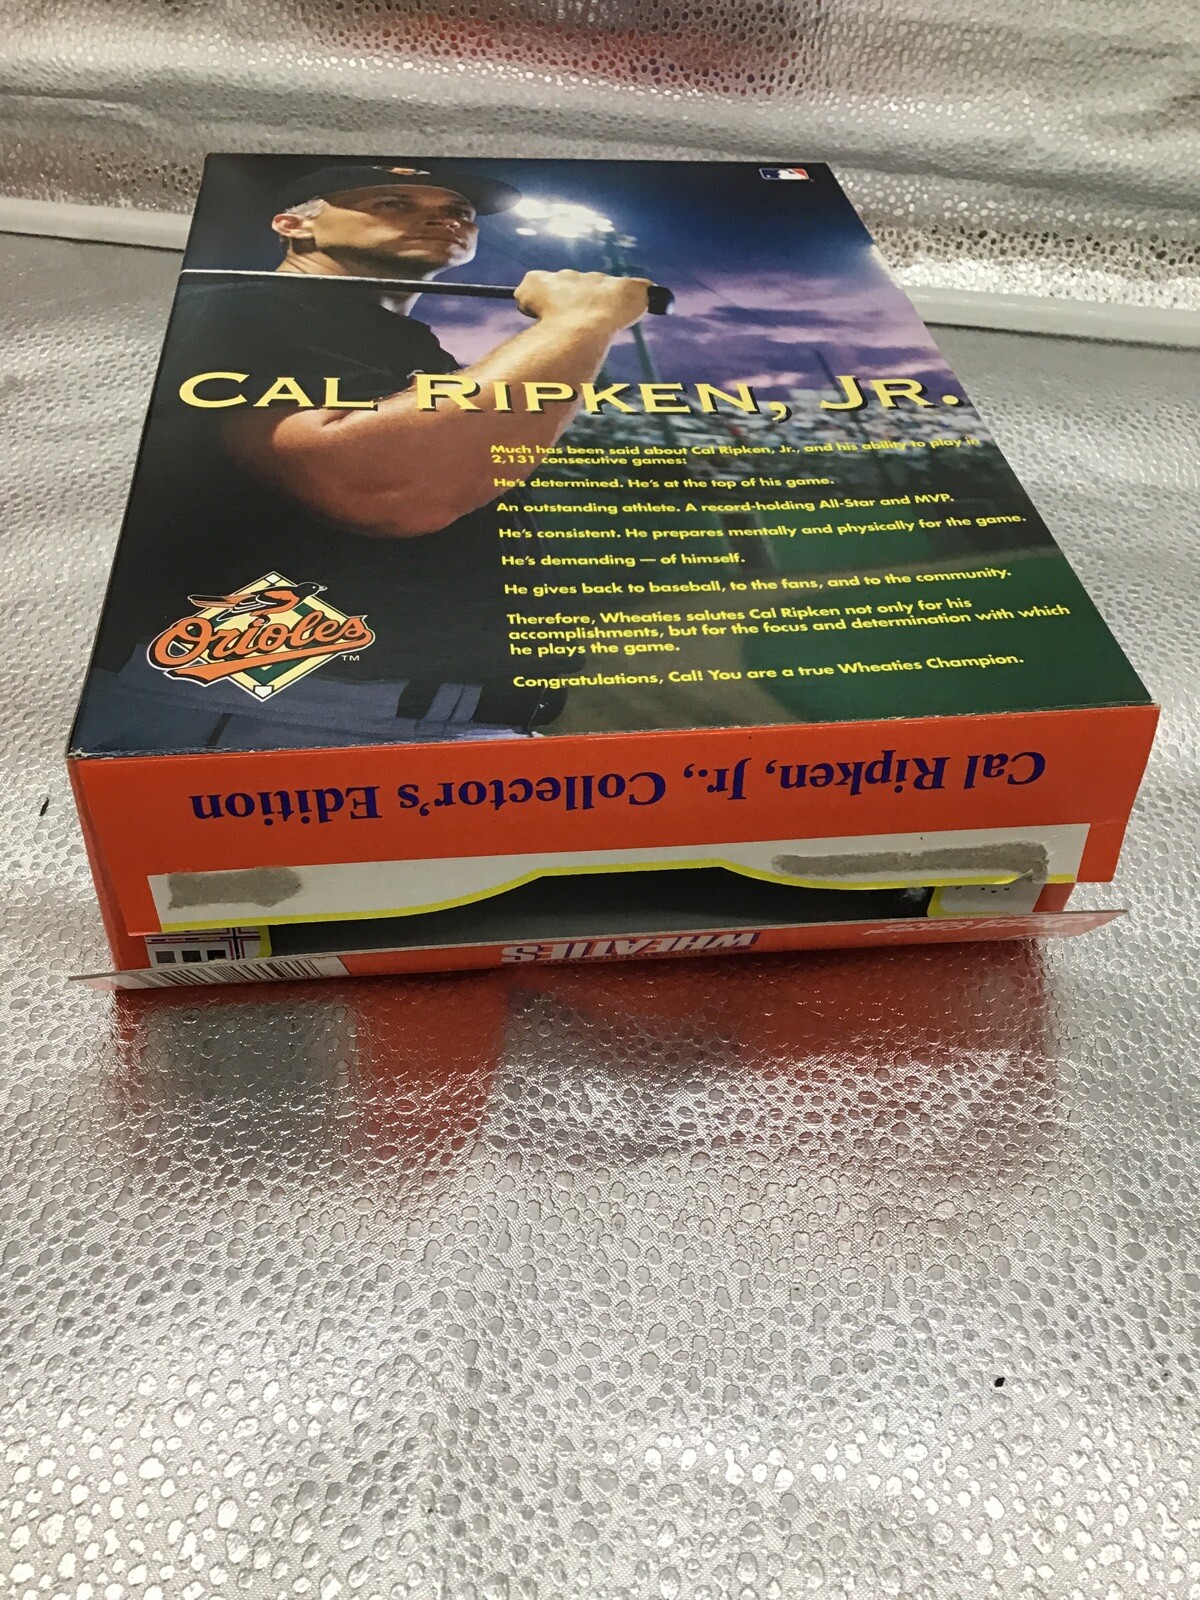 CAL RIPKEN, JR.
Much has been said about Cal Ripken, Jr., and his ability to play in
2,131 consecutive games:
He's determined. He's at the top of his game.
An outstanding athlete. A record-holding All-Star and MVP.
He's consistent. He prepares mentally and physically for the game.
He's demanding — of himself.
He gives back to baseball, to the fans, and to the community.
Therefore, Wheaties salutes Cal Ripken not only for his
accomplishments, but for the focus and determination with which
he plays the game.
Congratulations, Cal! You are a true Wheaties Champion.
Orioles TM
Cal Ripken, Jr., Collector's Edition
WHEATIES